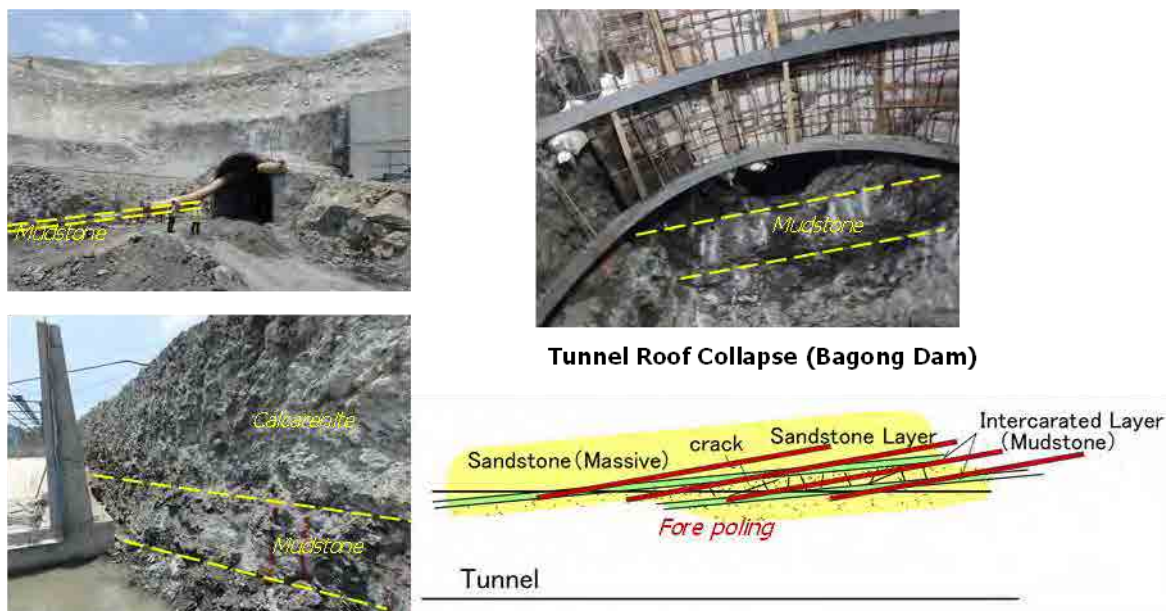 Mudstone
Mudstone
Tunnel Roof Collapse (Bagong Dam)
Calcarenite
Mudstone
Sandstone(Massive)
crack
Sandstone Layer
Intercarated Layer
(Mudstone)
Fore poling
Tunnel